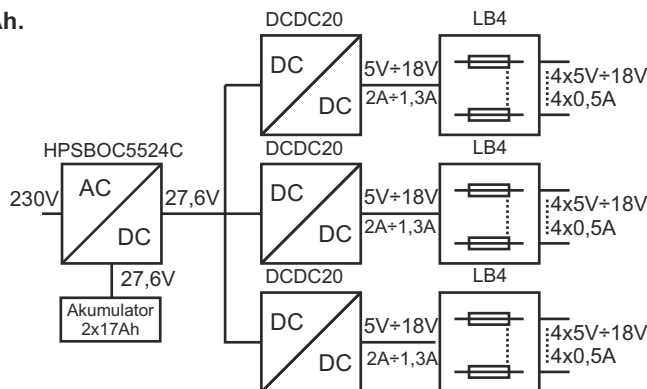 Ah.
DCDC20
LB4
DC
DC
5V÷18V
2A÷1,3A
4x5V÷18V
4x0,5A
HPSBOC5524C
230V
AC
DC
27,6V
27,6V
Akumulator
2x17Ah
DCDC20
LB4
DC
DC
5V÷18V
2A÷1,3A
4x5V÷18V
4x0,5A
DCDC20
LB4
DC
DC
5V÷18V
2A÷1,3A
4x5V÷18V
4x0,5A